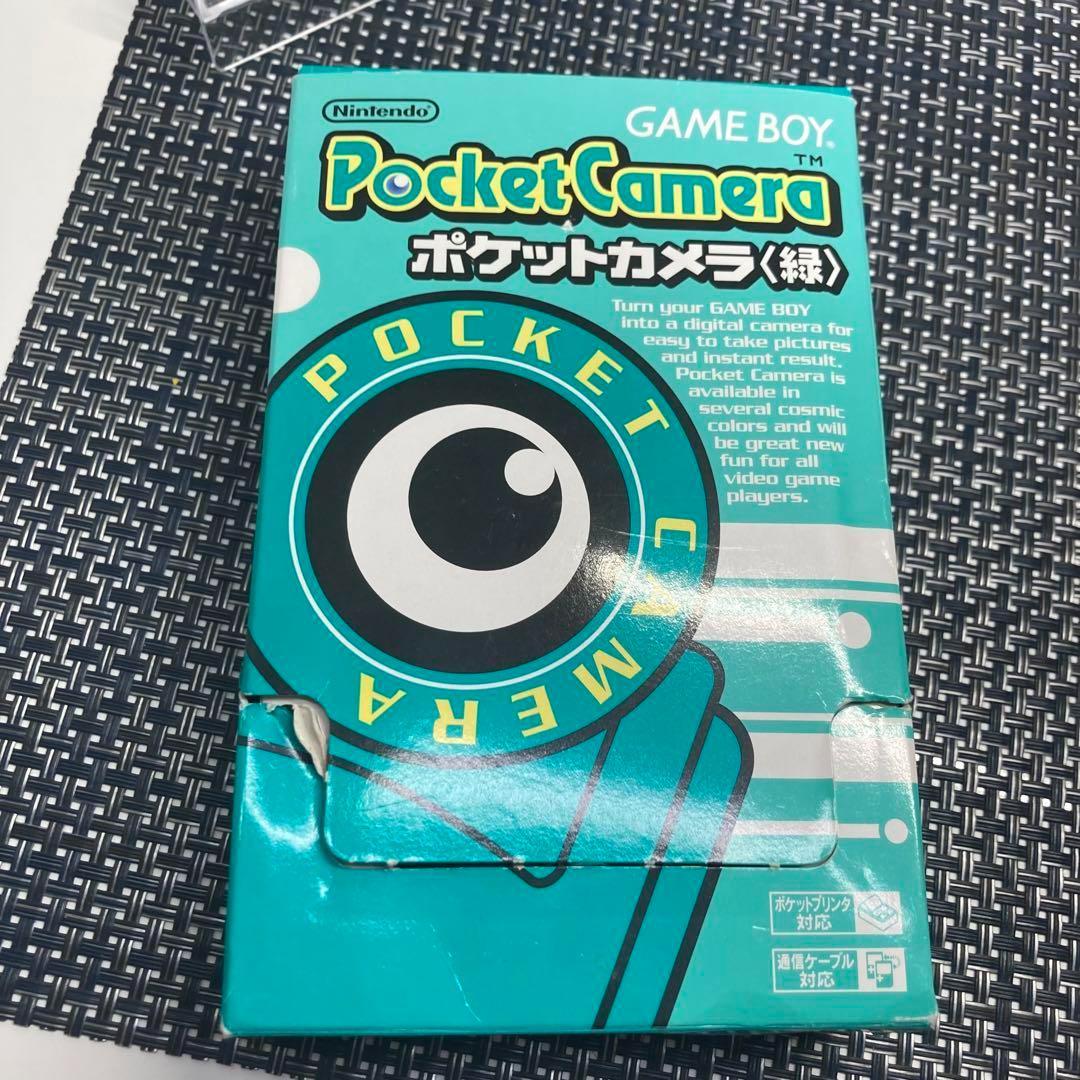 Nintendo®
GAME BOY®
PocketCamera™
ポケットカメラ〈緑〉
Turn your GAME BOY
into a digital camera for
easy to take pictures
and instant result.
Pocket Camera is
available in
several cosmic
colors and will
be great new
fun for all
video game
players.
POCKET CAMERA
ポケットプリンタ
対応
通信ケーブル
対応